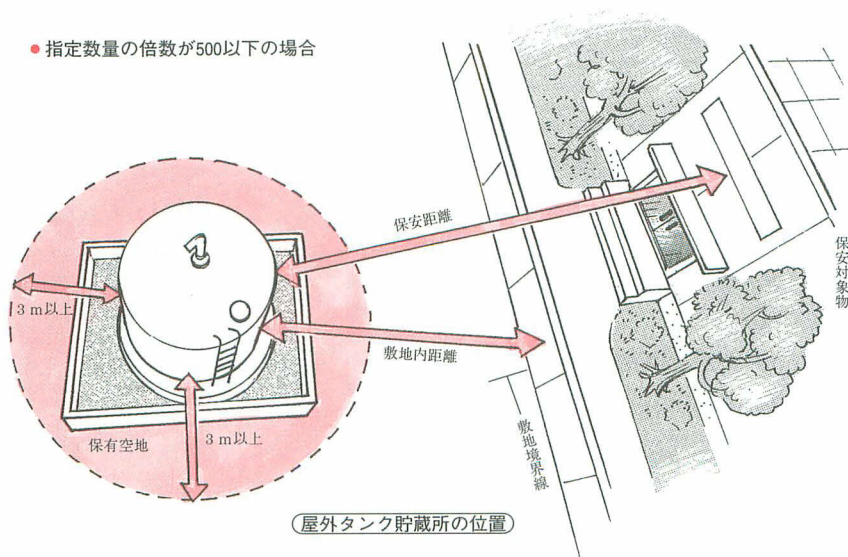 ● 指定数量の倍数が500以下の場合
保安距離
保安対象物
3m以上
敷地内距離
3m以上
保有空地
敷地境界線
屋外タンク貯蔵所の位置